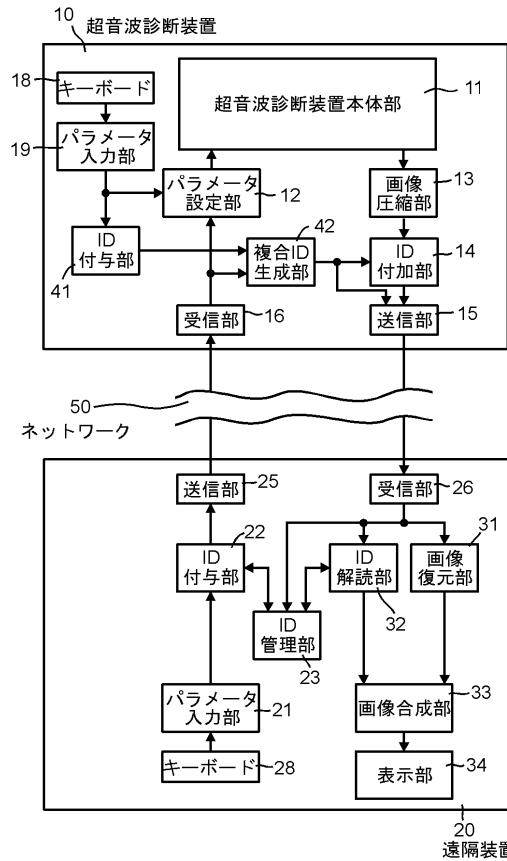 10
超音波診断装置
18
キーボード
超音波診断装置本体部
11
19
パラメータ
入力部
パラメータ
設定部
12
画像
圧縮部
13
41
ID
付与部
42
複合ID
生成部
ID
付加部
14
受信部
16
送信部
15
50
ネットワーク
送信部
25
受信部
26
22
ID
付与部
ID
解読部
32
画像
復元部
31
ID
管理部
23
パラメータ
入力部
21
画像合成部
33
キーボード
28
表示部
34
20
遠隔装置